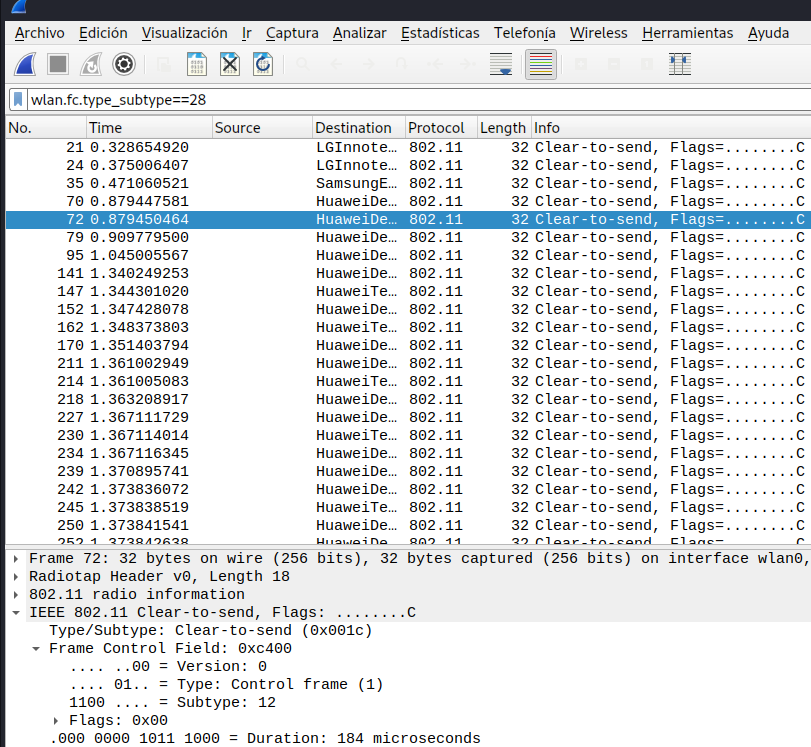 Archivo Edición Visualización Ir Captura Analizar Estadísticas Telefonía Wireless Herramientas Ayuda
wlan.fc.type_subtype==28
No. Time Source Destination Protocol Length Info
21 0.328654920 LGInnote… 802.11 32 Clear-to-send, Flags=........C
24 0.375006407 LGInnote… 802.11 32 Clear-to-send, Flags=........C
35 0.471060521 SamsungE… 802.11 32 Clear-to-send, Flags=........C
70 0.879447581 HuaweiDe… 802.11 32 Clear-to-send, Flags=........C
72 0.879450464 HuaweiDe… 802.11 32 Clear-to-send, Flags=........C
79 0.909779500 HuaweiDe… 802.11 32 Clear-to-send, Flags=........C
95 1.045005567 HuaweiDe… 802.11 32 Clear-to-send, Flags=........C
141 1.340249253 HuaweiDe… 802.11 32 Clear-to-send, Flags=........C
147 1.344301020 HuaweiTe… 802.11 32 Clear-to-send, Flags=........C
152 1.347428078 HuaweiDe… 802.11 32 Clear-to-send, Flags=........C
162 1.348373803 HuaweiTe… 802.11 32 Clear-to-send, Flags=........C
170 1.351403794 HuaweiDe… 802.11 32 Clear-to-send, Flags=........C
211 1.361002949 HuaweiDe… 802.11 32 Clear-to-send, Flags=........C
214 1.361005083 HuaweiTe… 802.11 32 Clear-to-send, Flags=........C
218 1.363208917 HuaweiDe… 802.11 32 Clear-to-send, Flags=........C
227 1.367111729 HuaweiDe… 802.11 32 Clear-to-send, Flags=........C
230 1.367114014 HuaweiTe… 802.11 32 Clear-to-send, Flags=........C
234 1.367116345 HuaweiDe… 802.11 32 Clear-to-send, Flags=........C
239 1.370895741 HuaweiDe… 802.11 32 Clear-to-send, Flags=........C
242 1.373836072 HuaweiDe… 802.11 32 Clear-to-send, Flags=........C
245 1.373838519 HuaweiTe… 802.11 32 Clear-to-send, Flags=........C
250 1.373841541 HuaweiDe… 802.11 32 Clear-to-send, Flags=........C
252 1.373842638 HuaweiDe… 802.11 32 Clear-to-send, Flags=........C
Frame 72: 32 bytes on wire (256 bits), 32 bytes captured (256 bits) on interface wlan0,
Radiotap Header v0, Length 18
802.11 radio information
IEEE 802.11 Clear-to-send, Flags: ........C
Type/Subtype: Clear-to-send (0x001c)
Frame Control Field: 0xc400
.... ..00 = Version: 0
.... 01.. = Type: Control frame (1)
1100 .... = Subtype: 12
Flags: 0x00
.000 0000 1011 1000 = Duration: 184 microseconds